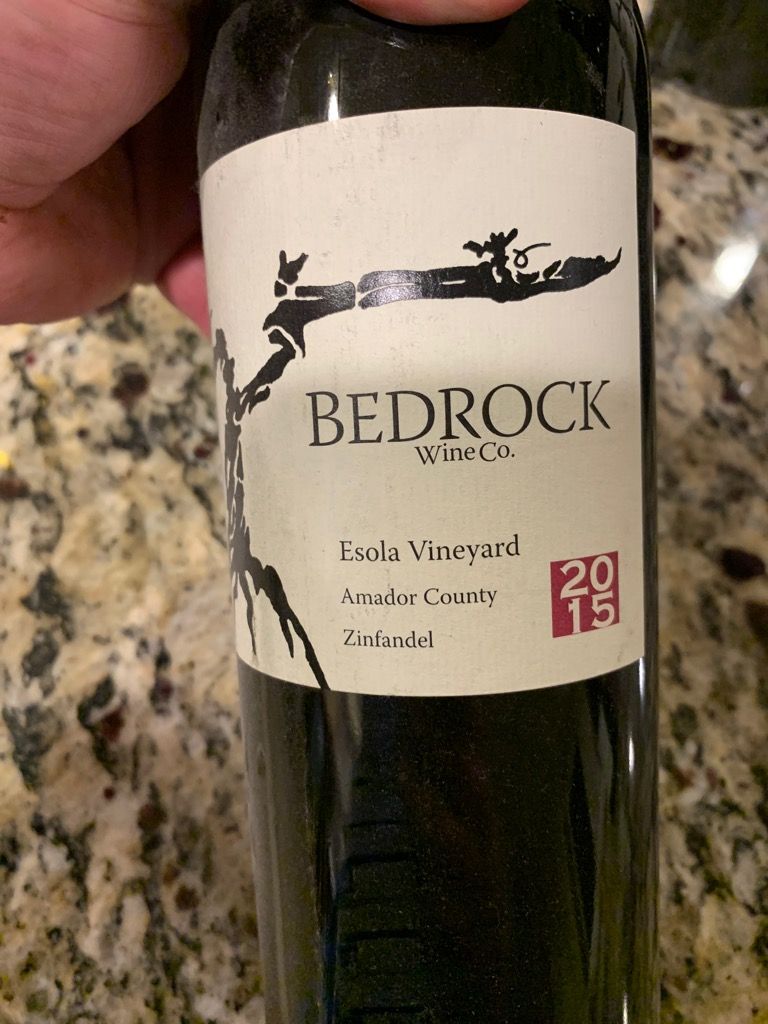 BEDROCK
Wine Co.
Esola Vineyard
Amador County
Zinfandel
20
15